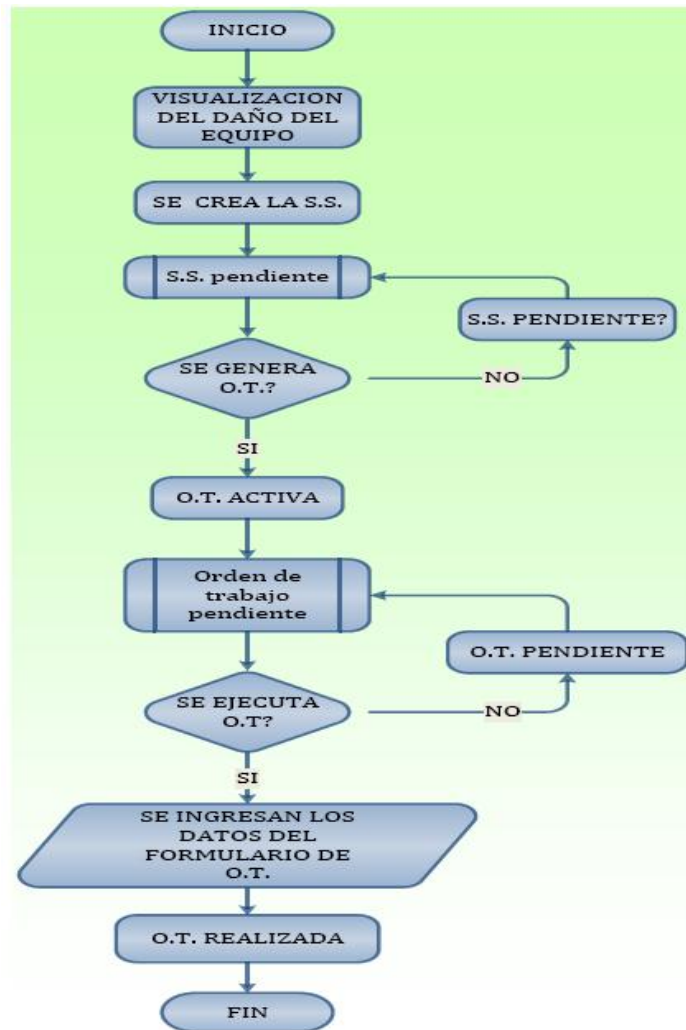 INICIO
VISUALIZACION
DEL DAÑO DEL
EQUIPO
SE CREA LA S.S.
S.S. pendiente
S.S. PENDIENTE?
SE GENERA
O.T.?
NO
SI
O.T. ACTIVA
Orden de
trabajo
pendiente
O.T. PENDIENTE
SE EJECUTA
O.T?
NO
SI
SE INGRESAN LOS
DATOS DEL
FORMULARIO DE
O.T.
O.T. REALIZADA
FIN